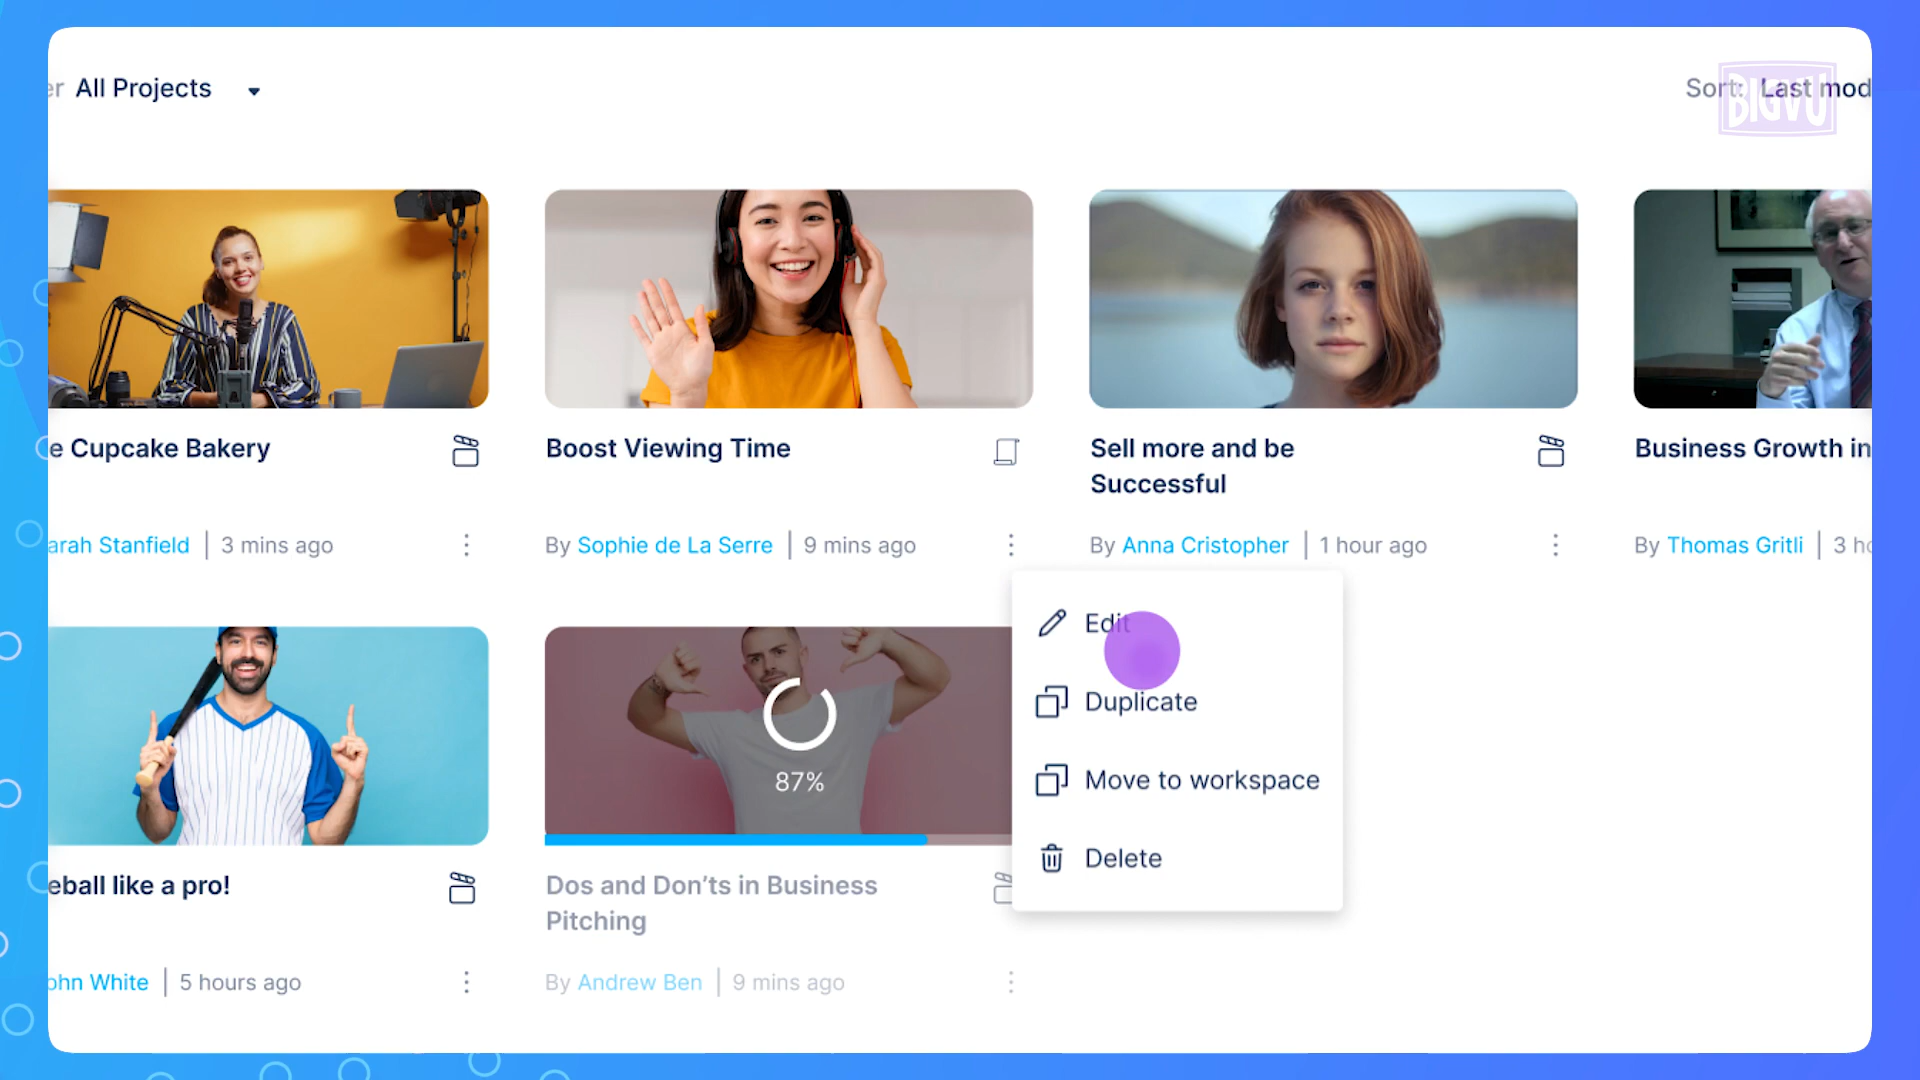 er All Projects
Sort: Last mod
BIGVU
e Cupcake Bakery
Boost Viewing Time
Sell more and be
Successful
Business Growth in
arah Stanfield | 3 mins ago
By Sophie de La Serre | 9 mins ago
By Anna Cristopher | 1 hour ago
By Thomas Gritli | 3 ho
Edit
Duplicate
Move to workspace
Delete
87%
eball like a pro!
Dos and Don’ts in Business
Pitching
ohn White | 5 hours ago
By Andrew Ben | 9 mins ago